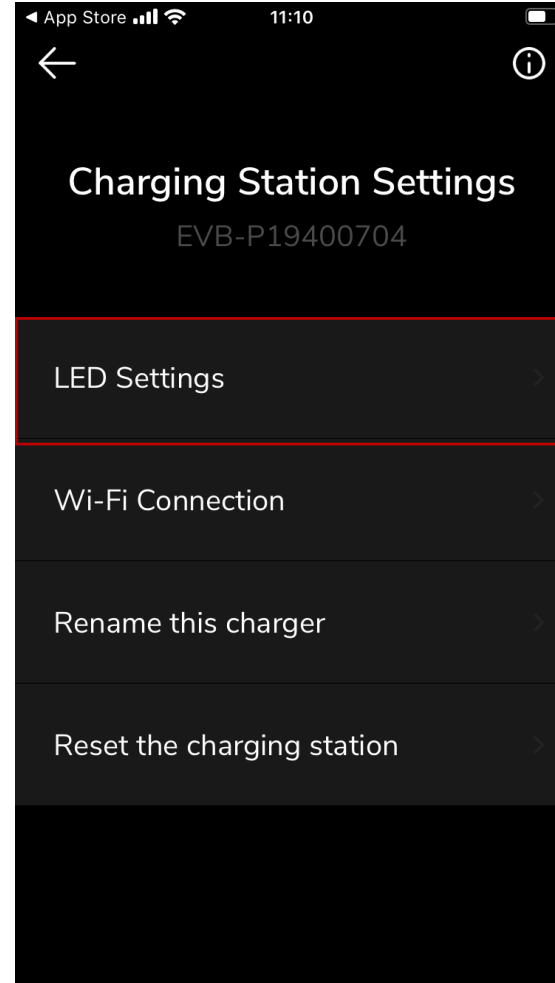 App Store 11:10
Charging Station Settings
EVB-P19400704
LED Settings
Wi-Fi Connection
Rename this charger
Reset the charging station